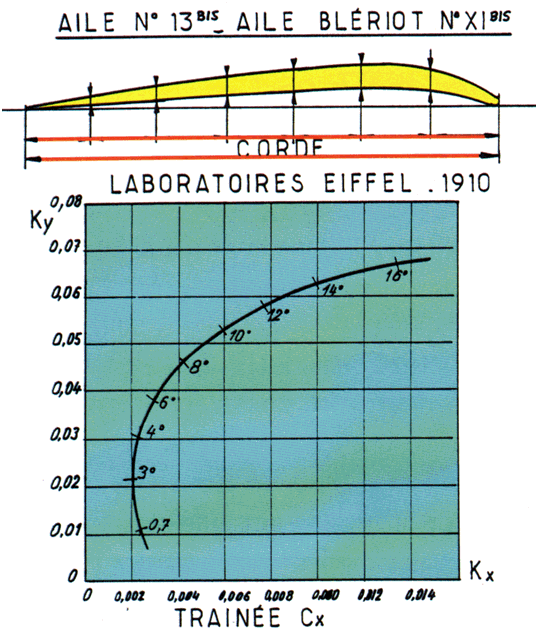 AILE N° 13BIS_ AILE BLÉRIOT N°XIBIS
CORDE
LABORATOIRES EIFFEL . 1910
Ky
0,08
0,07
0,06
0,05
0,04
0,03
0,02
0,01
0
16°
14°
12°
10°
8°
6°
4°
3°
0,7
0 0,002 0,004 0,006 0,008 0,010 0,012 0,014
Kx
TRAINÉE Cx